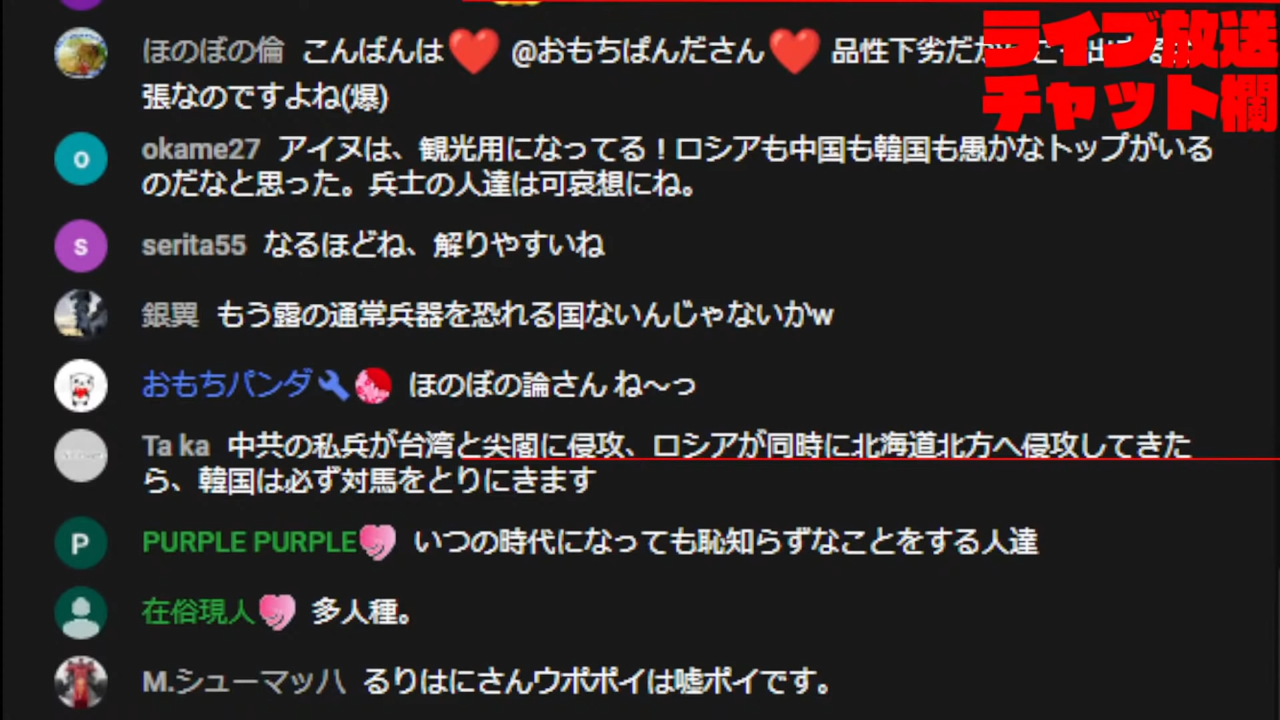 ライブ放送
チャット欄
ほのぼの倫 こんばんは @おもちぱんださん 品性下劣だか
張なのですよね(爆)
okame27 アイヌは、観光用になってる！ロシアも中国も韓国も愚かなトップがいる
のだなと思った。兵士の人達は可哀想にね。
serita55 なるほどね、解りやすいね
銀翼 もう露の通常兵器を恐れる国ないんじゃないかw
おもちパンダ ほのぼの論さん ね～っ
Ta ka 中共の私兵が台湾と尖閣に侵攻、ロシアが同時に北海道北方へ侵攻してきた
ら、韓国は必ず対馬をとりにきます
PURPLE PURPLE いつの時代になっても恥知らずなことをする人達
在俗現人 多人種。
M.シューマッハ るりはにさんウポポイは嘘ポイです。